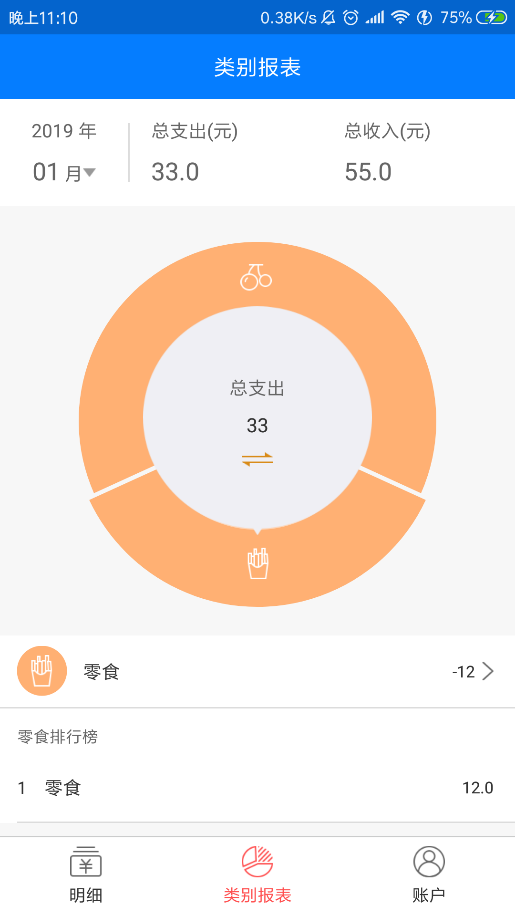 晚上11:10
0.38K/s
75%
类别报表
2019 年
总支出(元)
总收入(元)
01 月
33.0
55.0
总支出
33
零食
-12
零食排行榜
1 零食
12.0
明细
类别报表
账户